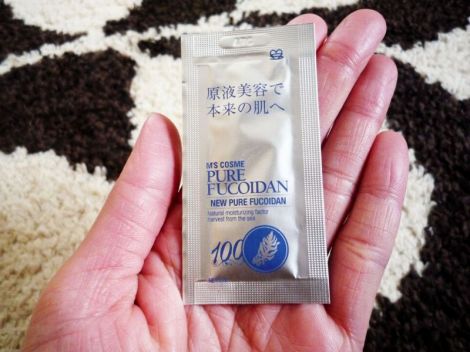 原液美容で
本来の肌へ
M'S COSME
PURE
FUCOIDAN
NEW PURE FUCOIDAN
Natural moisturizing factor
harvest from the sea
100